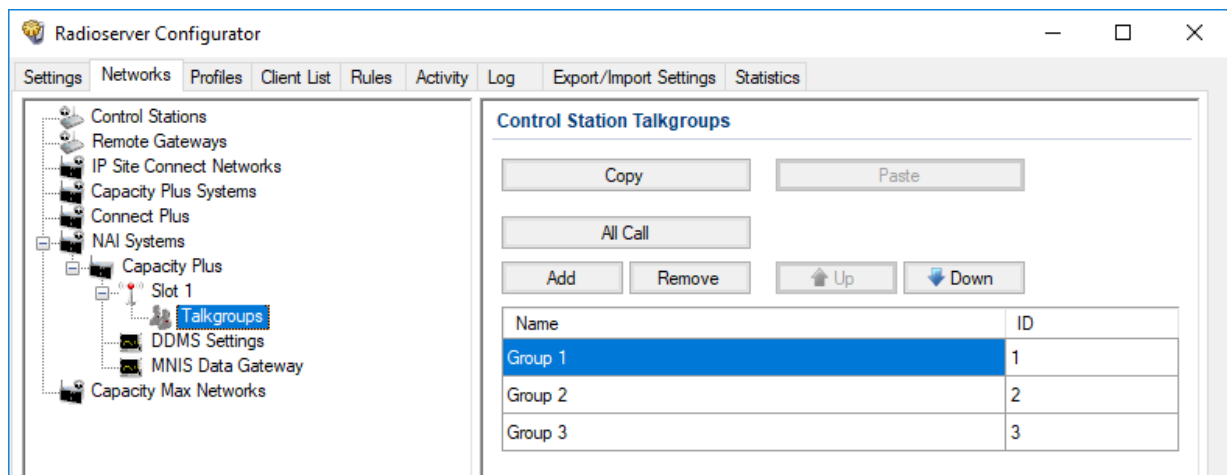 Radioserver Configurator
Settings Networks Profiles Client List Rules Activity Log Export/Import Settings Statistics
Control Stations
Remote Gateways
IP Site Connect Networks
Capacity Plus Systems
Connect Plus
NAI Systems
Capacity Plus
Slot 1
Talkgroups
DDMS Settings
MNIS Data Gateway
Capacity Max Networks
Control Station Talkgroups
Copy Paste
All Call
Add Remove Up Down
Name ID
Group 1 1
Group 2 2
Group 3 3